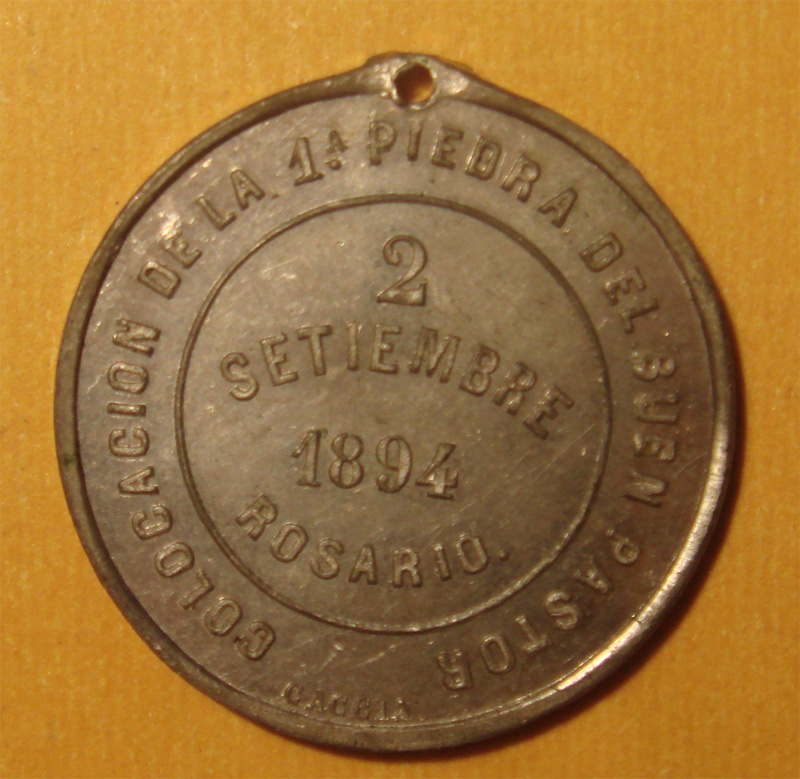 COLOCACION DE LA 1ª PIEDRA DEL BUEN PASTOR
2
SETIEMBRE
1894
ROSARIO.
GAGGIA